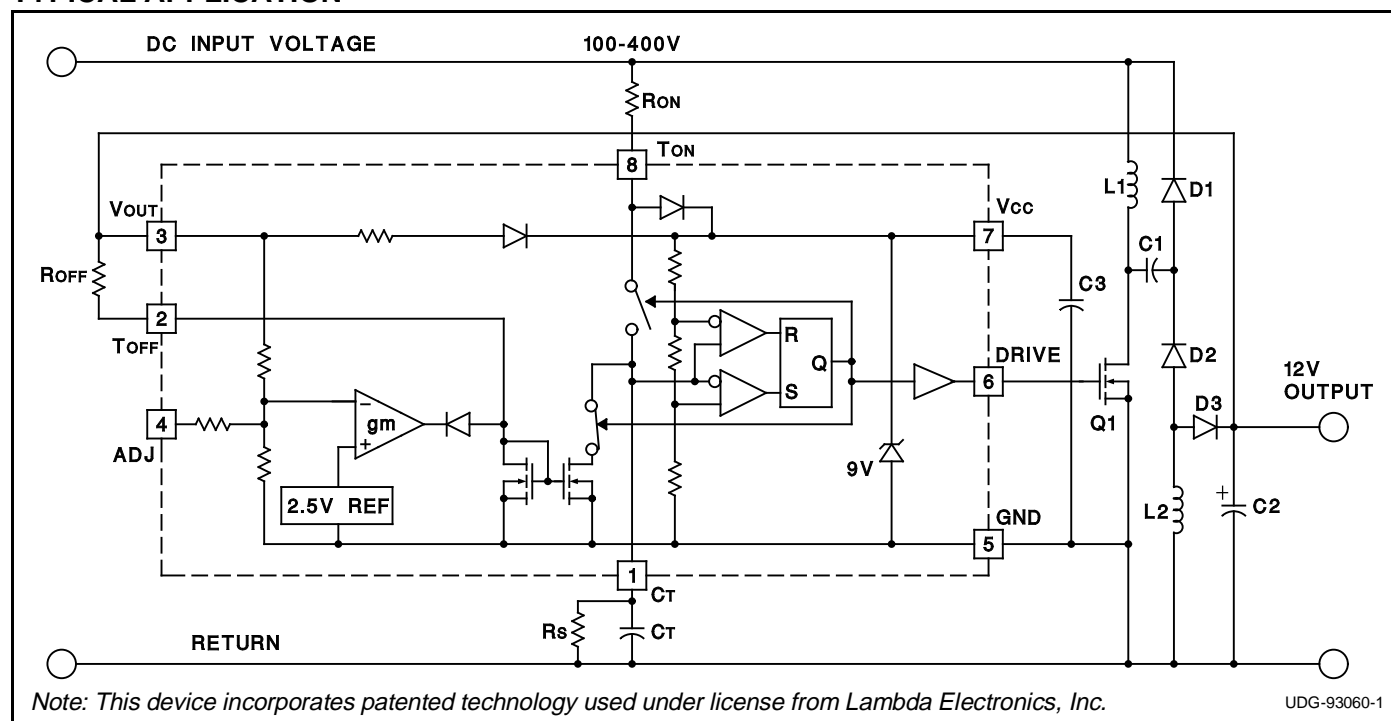 TYPICAL APPLICATION
DC INPUT VOLTAGE 100-400V
RON
8 TON
VOUT
3
VCC
7
L1
D1
C1
ROFF
C3
2
TOFF
R
Q
S
DRIVE
6
D2
12V
OUTPUT
D3
Q1
4
ADJ
−
gm
+
9V
2.5V REF
GND
5
L2
+
C2
1
CT
Rs
CT
RETURN
Note: This device incorporates patented technology used under license from Lambda Electronics, Inc.
UDG-93060-1